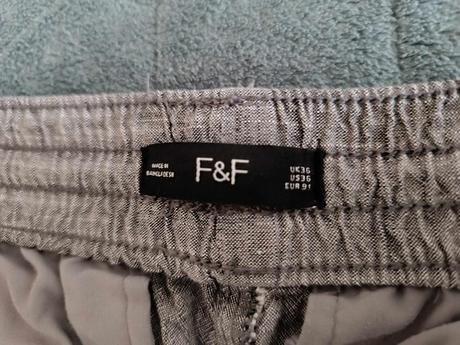 MADE IN
BANGLADESH
F&F
UK36
US36
EUR 91